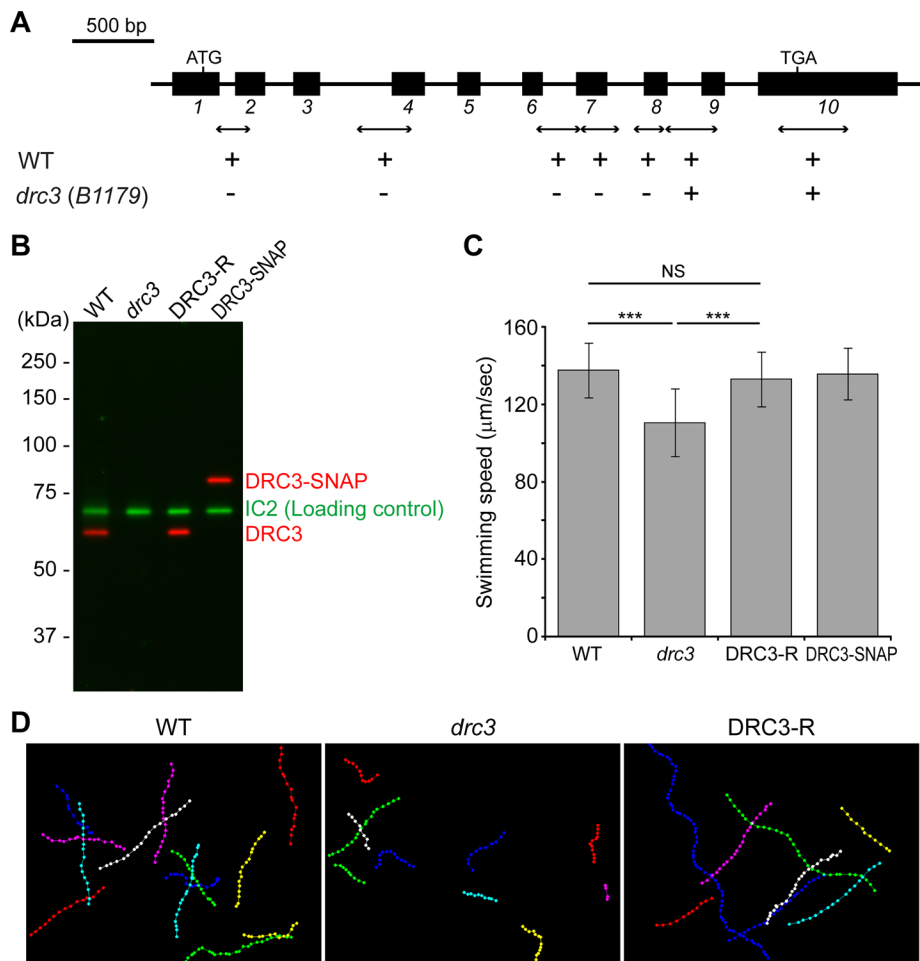 A
500 bp
ATG TGA
1 2 3 4 5 6 7 8 9 10
WT + + + + + + +
drc3 (B1179) - - - - - + +
B
WT drc3 DRC3-R DRC3-SNAP
(kDa)
250 -
150 -
100 -
75 -
50 -
37 -
DRC3-SNAP
IC2 (Loading control)
DRC3
C
NS
*** ***
Swimming speed (μm/sec)
160
120
80
40
0
WT drc3 DRC3-R DRC3-SNAP
D
WT drc3 DRC3-R